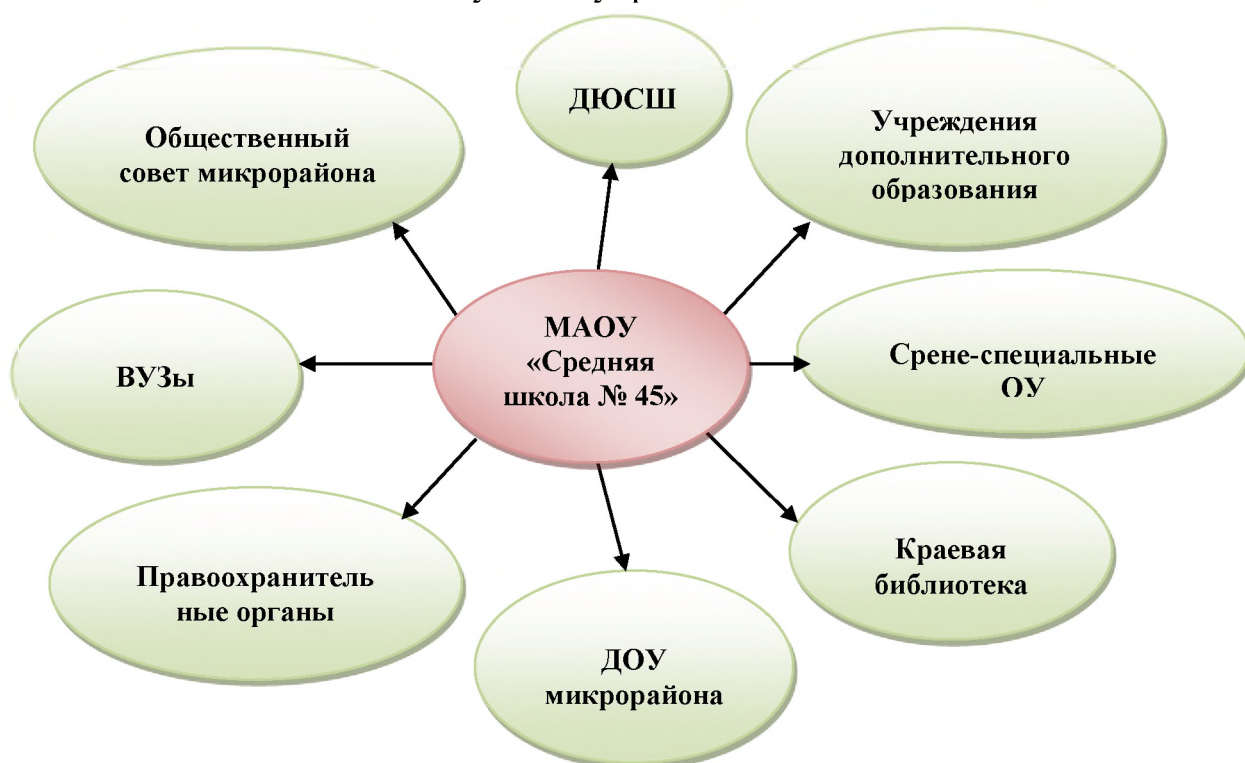 ДЮСШ
Общественный
совет микрорайона
Учреждения
дополнительного
образования
МАОУ
«Средняя
школа № 45»
ВУЗы
Срене-специальные
ОУ
Правоохранитель
ные органы
Краевая
библиотека
ДОУ
микрорайона